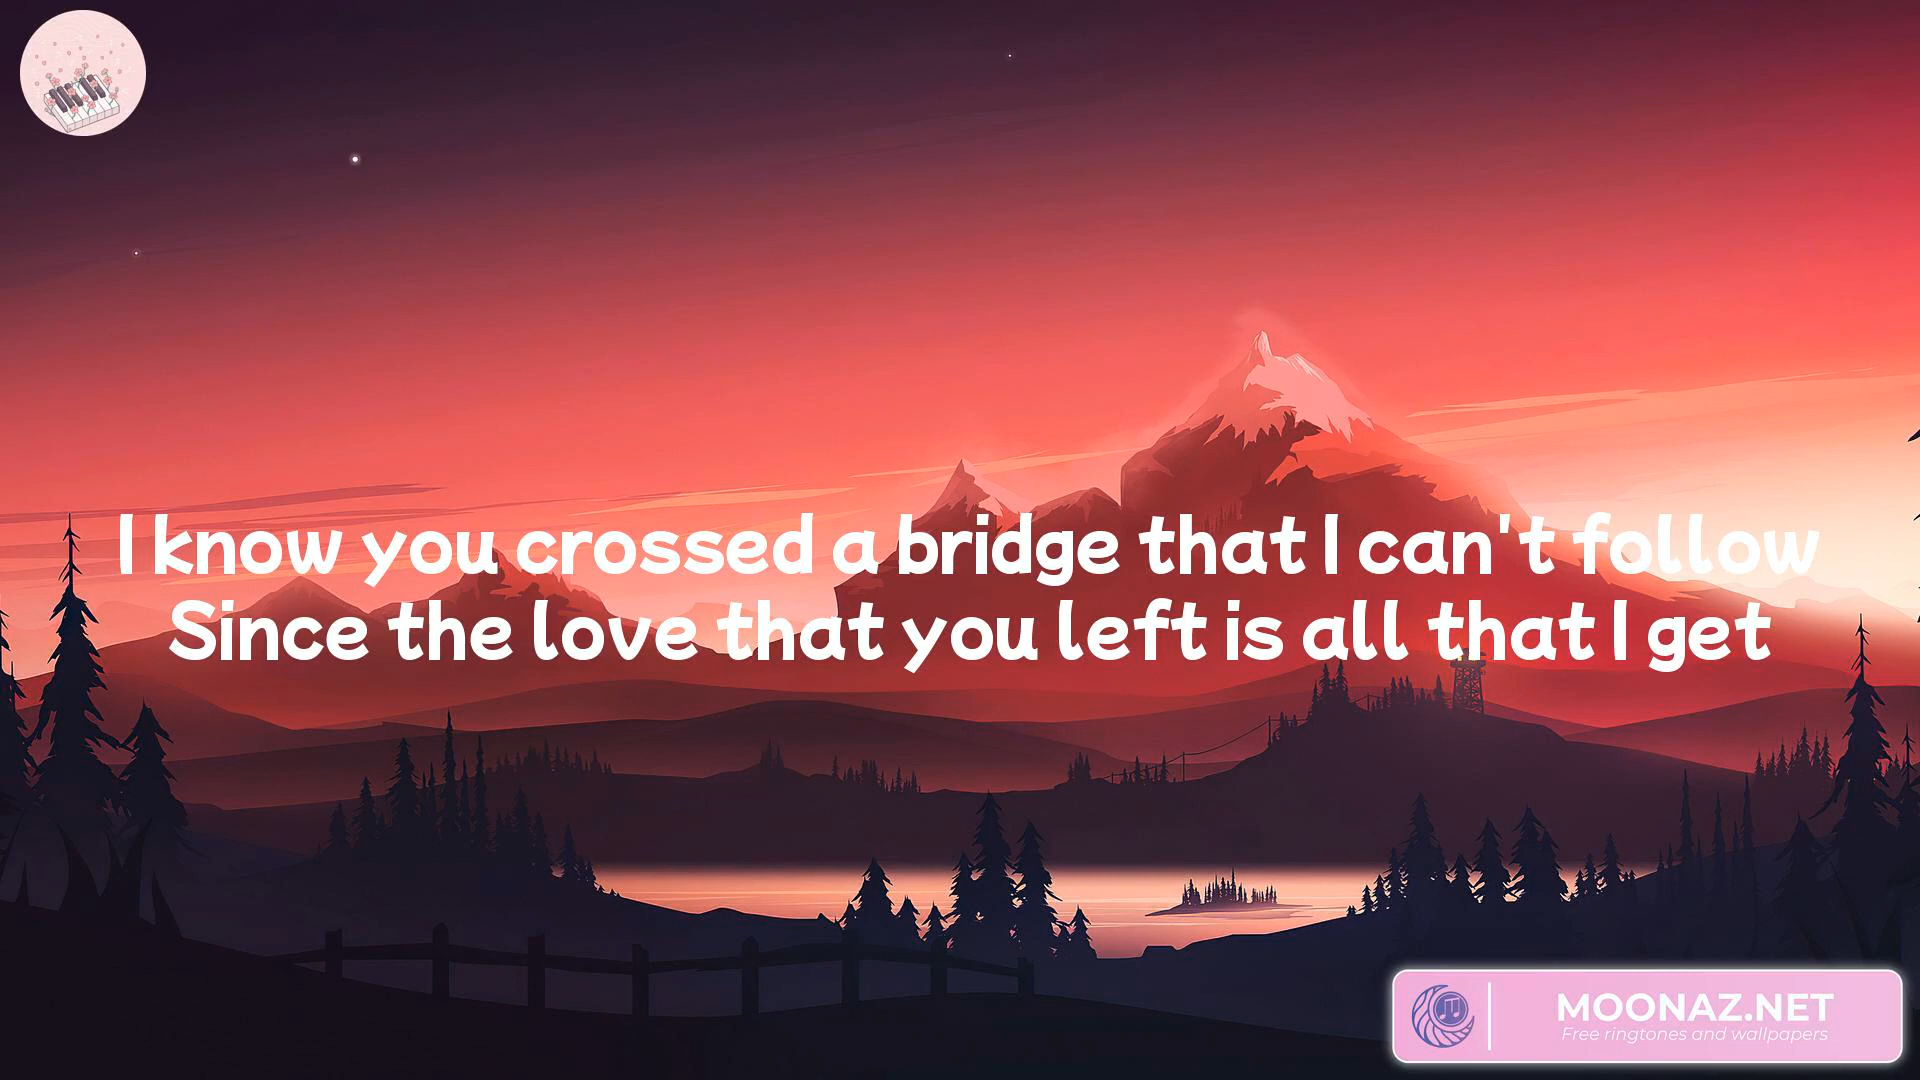 I know you crossed a bridge that I can't follow
Since the love that you left is all that I get
MOONAZ.NET
Free ringtones and wallpapers